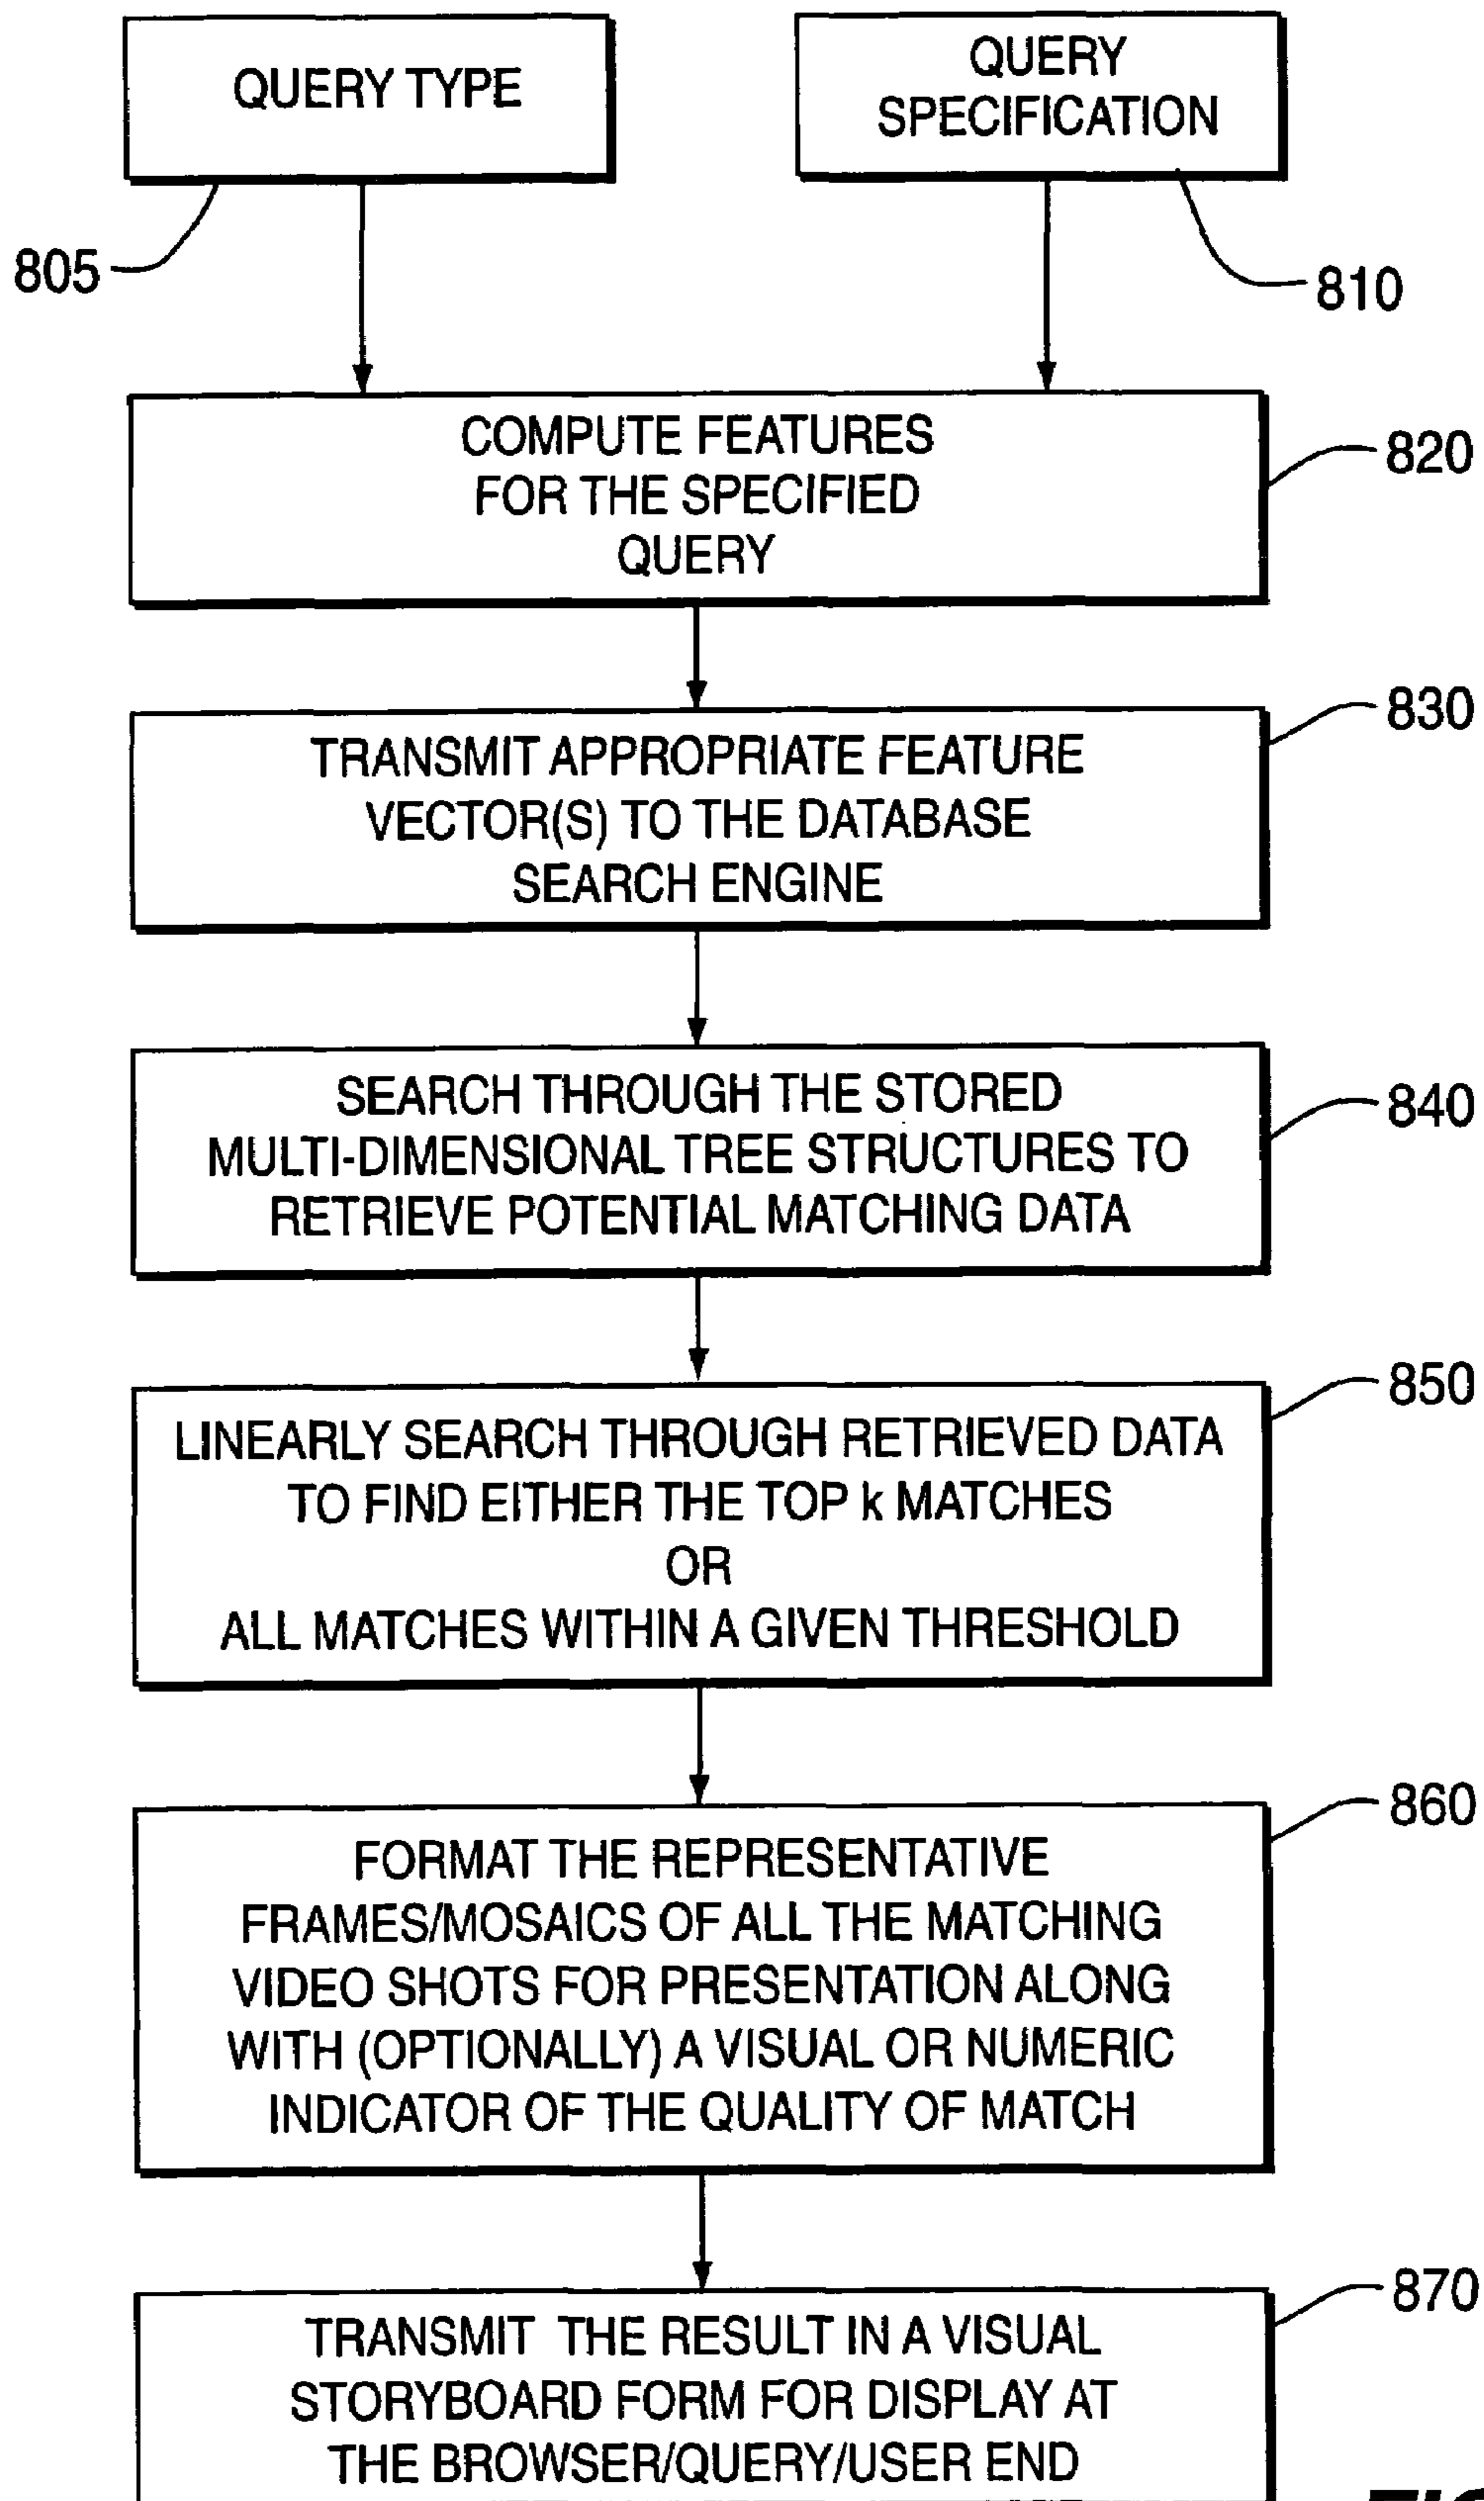 QUERY TYPE
QUERY
SPECIFICATION
805
810
COMPUTE FEATURES
FOR THE SPECIFIED
QUERY
820
TRANSMIT APPROPRIATE FEATURE
VECTOR(S) TO THE DATABASE
SEARCH ENGINE
830
SEARCH THROUGH THE STORED
MULTI-DIMENSIONAL TREE STRUCTURES TO
RETRIEVE POTENTIAL MATCHING DATA
840
LINEARLY SEARCH THROUGH RETRIEVED DATA
TO FIND EITHER THE TOP k MATCHES
OR
ALL MATCHES WITHIN A GIVEN THRESHOLD
850
FORMAT THE REPRESENTATIVE
FRAMES/MOSAICS OF ALL THE MATCHING
VIDEO SHOTS FOR PRESENTATION ALONG
WITH (OPTIONALLY) A VISUAL OR NUMERIC
INDICATOR OF THE QUALITY OF MATCH
860
TRANSMIT THE RESULT IN A VISUAL
STORYBOARD FORM FOR DISPLAY AT
THE BROWSER/QUERY/USER END
870